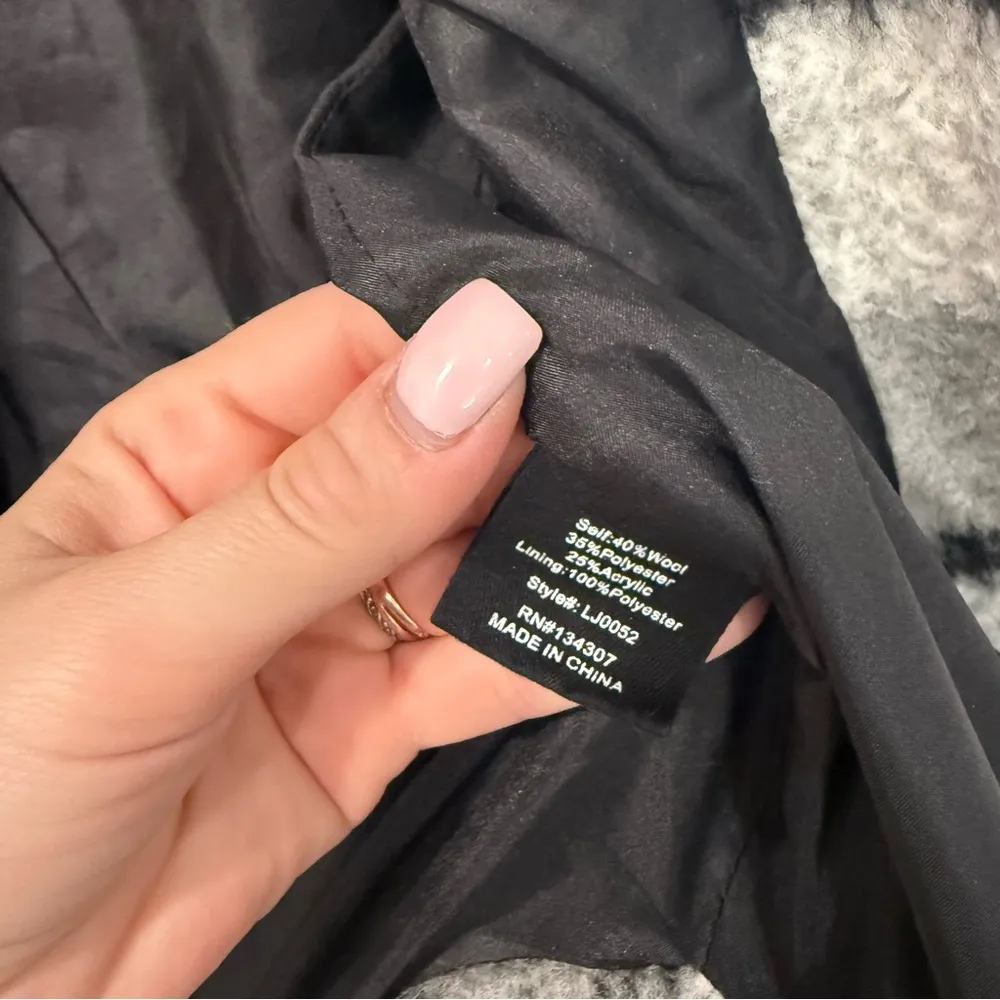 Self:40%Wool
35%Polyester
25%Acrylic
Lining:100%Polyester
Style#: LJ0052
RN#134307
MADE IN CHINA